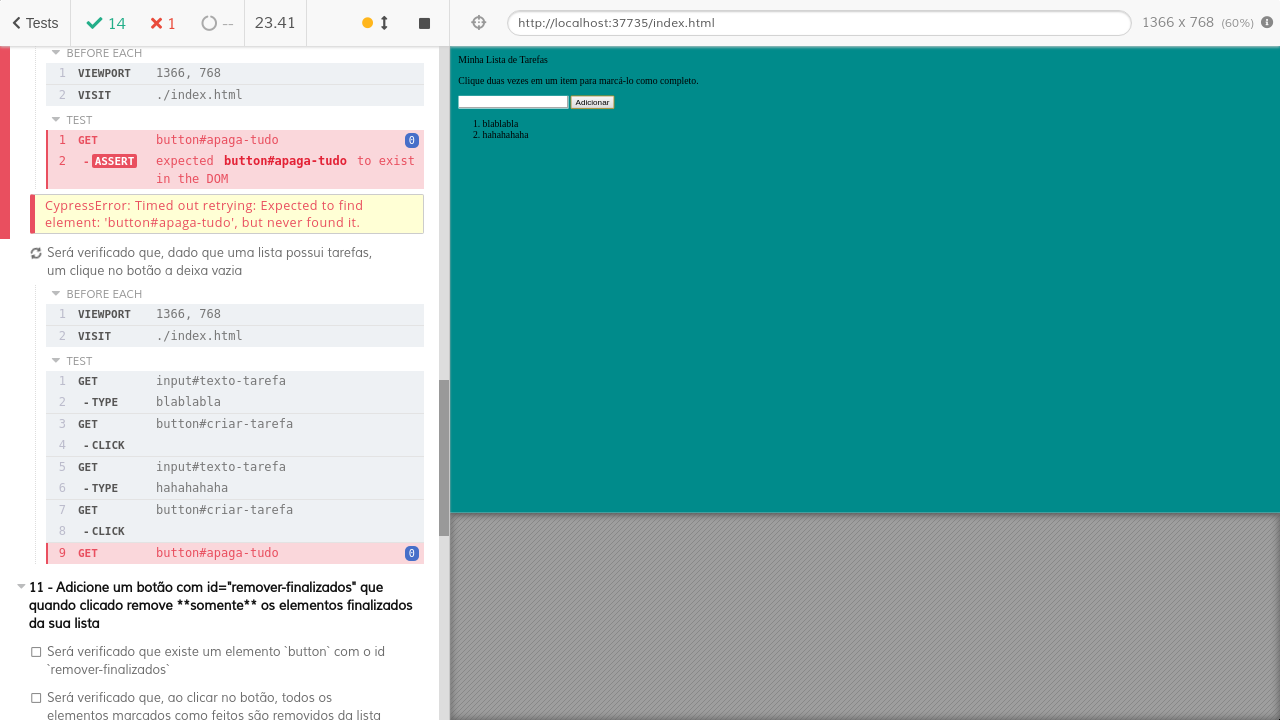 Tests 14 1 -- 23.41 http://localhost:37735/index.html 1366 x 768 (60%)
BEFORE EACH
1 VIEWPORT 1366, 768
2 VISIT ./index.html
TEST
1 GET button#apaga-tudo 0
2 - ASSERT expected button#apaga-tudo to exist
in the DOM
CypressError: Timed out retrying: Expected to find
element: 'button#apaga-tudo', but never found it.
Será verificado que, dado que uma lista possui tarefas,
um clique no botão a deixa vazia
BEFORE EACH
1 VIEWPORT 1366, 768
2 VISIT ./index.html
TEST
1 GET input#texto-tarefa
2 - TYPE blablabla
3 GET button#criar-tarefa
4 - CLICK
5 GET input#texto-tarefa
6 - TYPE hahahahaha
7 GET button#criar-tarefa
8 - CLICK
9 GET button#apaga-tudo 0
11 - Adicione um botão com id="remover-finalizados" que
quando clicado remove **somente** os elementos finalizados
da sua lista
Será verificado que existe um elemento `button` com o id
`remover-finalizados`
Será verificado que, ao clicar no botão, todos os
elementos marcados como feitos são removidos da lista
Minha Lista de Tarefas
Clique duas vezes em um item para marcá-lo como completo.
Adicionar
1. blablabla
2. hahahahaha